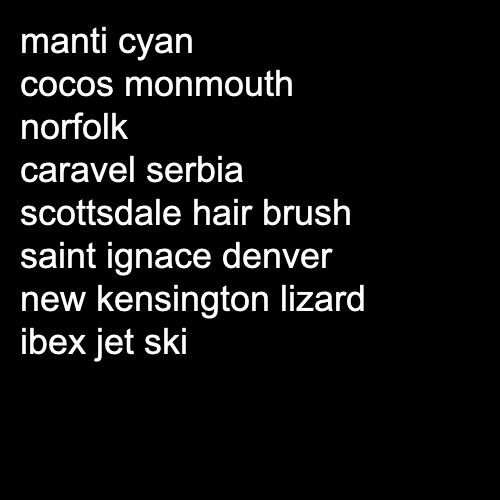 manti cyan
cocos monmouth
norfolk
caravel serbia
scottsdale hair brush
saint ignace denver
new kensington lizard
ibex jet ski